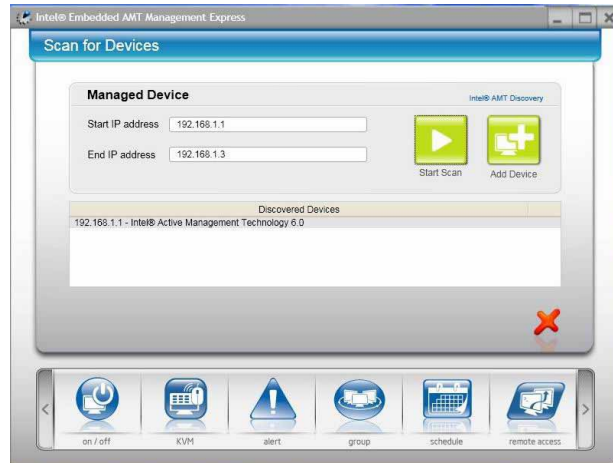 Intel® Embedded AMT Management Express
Scan for Devices
Managed Device
Intel® AMT Discovery
Start IP address 192.168.1.1
End IP address 192.168.1.3
Start Scan Add Device
Discovered Devices
192.168.1.1 - Intel® Active Management Technology 6.0
on / off KVM alert group schedule remote access